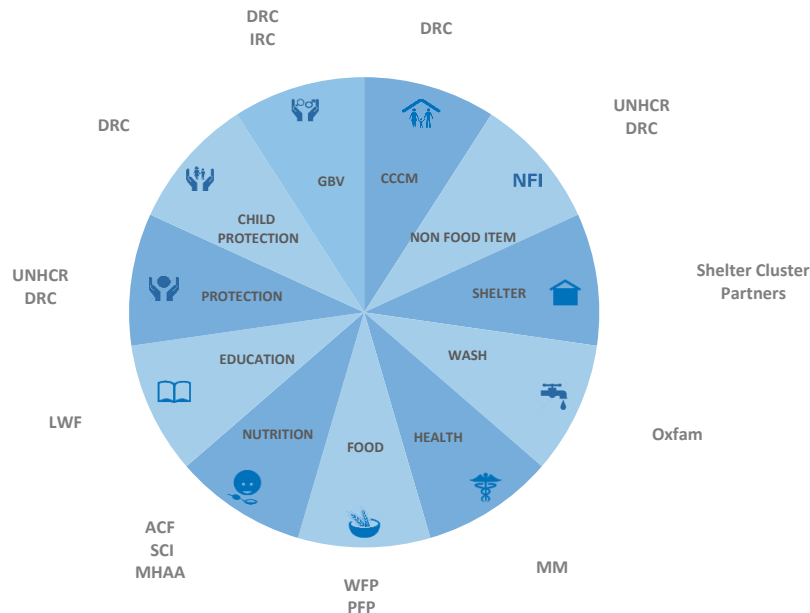 DRC
IRC
DRC
DRC
UNHCR
DRC
GBV
CCCM
NFI
CHILD
PROTECTION
NON FOOD ITEM
UNHCR
DRC
PROTECTION
SHELTER
Shelter Cluster
Partners
EDUCATION
WASH
LWF
NUTRITION
FOOD
HEALTH
Oxfam
ACF
SCI
MHAA
WFP
PFP
MM